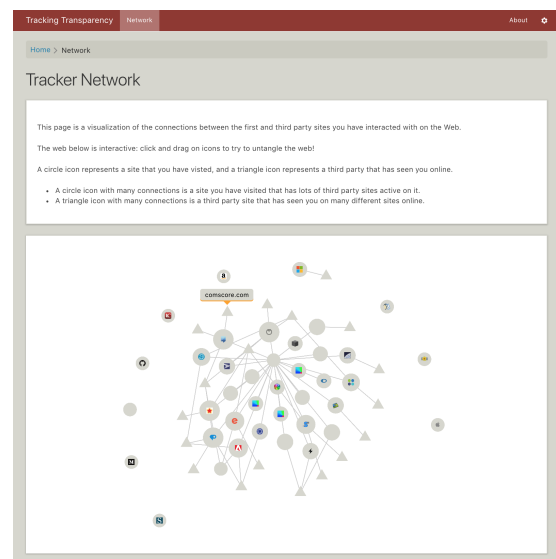 Tracking Transparency Network About
Home > Network
Tracker Network
This page is a visualization of the connections between the first and third party sites you have interacted with on the Web.
The web below is interactive: click and drag on icons to try to untangle the web!
A circle icon represents a site that you have visted, and a triangle icon represents a third party that has seen you online.
• A circle icon with many connections is a site you have visited that has lots of third party sites active on it.
• A triangle icon with many connections is a third party site that has seen you on many different sites online.
a
comscore.com